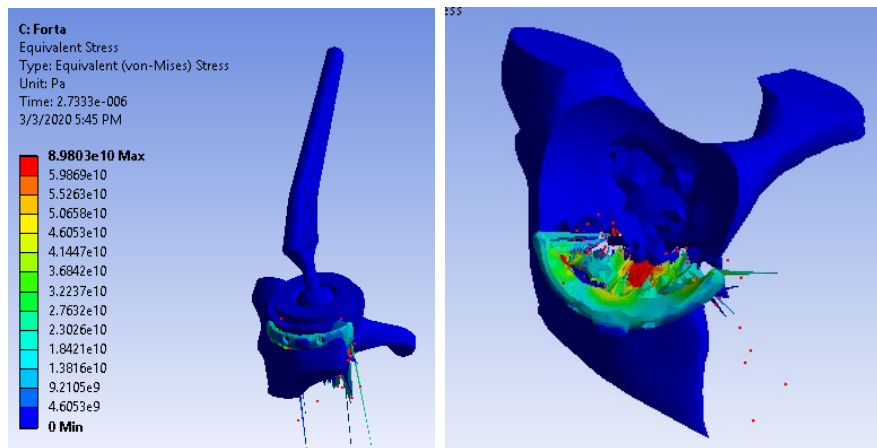 C: Forta
Equivalent Stress
Type: Equivalent (von-Mises) Stress
Unit: Pa
Time: 2.7333e-006
3/3/2020 5:45 PM
8.9803e10 Max
5.9869e10
5.5263e10
5.0658e10
4.6053e10
4.1447e10
3.6842e10
3.2237e10
2.7632e10
2.3026e10
1.8421e10
1.3816e10
9.2105e9
4.6053e9
0 Min
ess